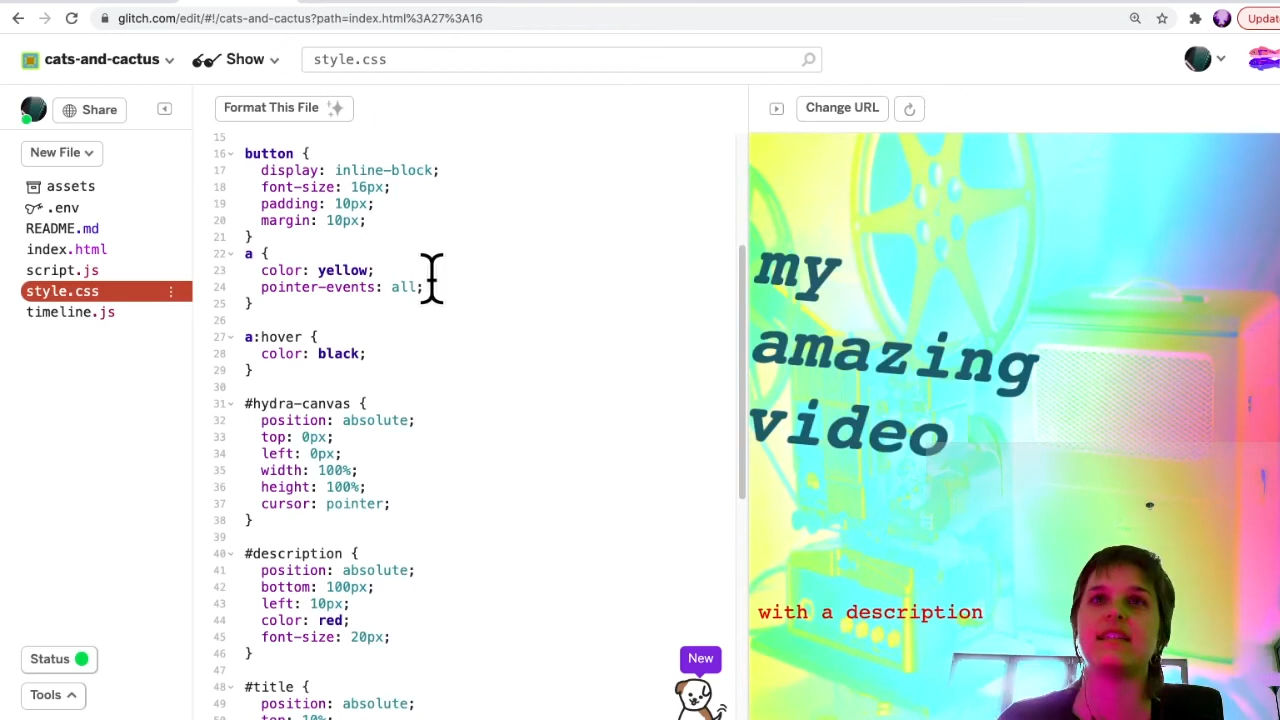 glitch.com/edit/#!/cats-and-cactus?path=index.html%3A27%3A16
cats-and-cactus
Show
style.css
Share
Format This File
Change URL
New File
assets
.env
README.md
index.html
script.js
style.css
timeline.js
Status
Tools
15
16 button {
17 display: inline-block;
18 font-size: 16px;
19 padding: 10px;
20 margin: 10px;
21 }
22 a {
23 color: yellow;
24 pointer-events: all;
25 }
26
27 a:hover {
28 color: black;
29 }
30
31 #hydra-canvas {
32 position: absolute;
33 top: 0px;
34 left: 0px;
35 width: 100%;
36 height: 100%;
37 cursor: pointer;
38 }
39
40 #description {
41 position: absolute;
42 bottom: 100px;
43 left: 10px;
44 color: red;
45 font-size: 20px;
46 }
47
48 #title {
49 position: absolute;
New
my
amazing
video
with a description